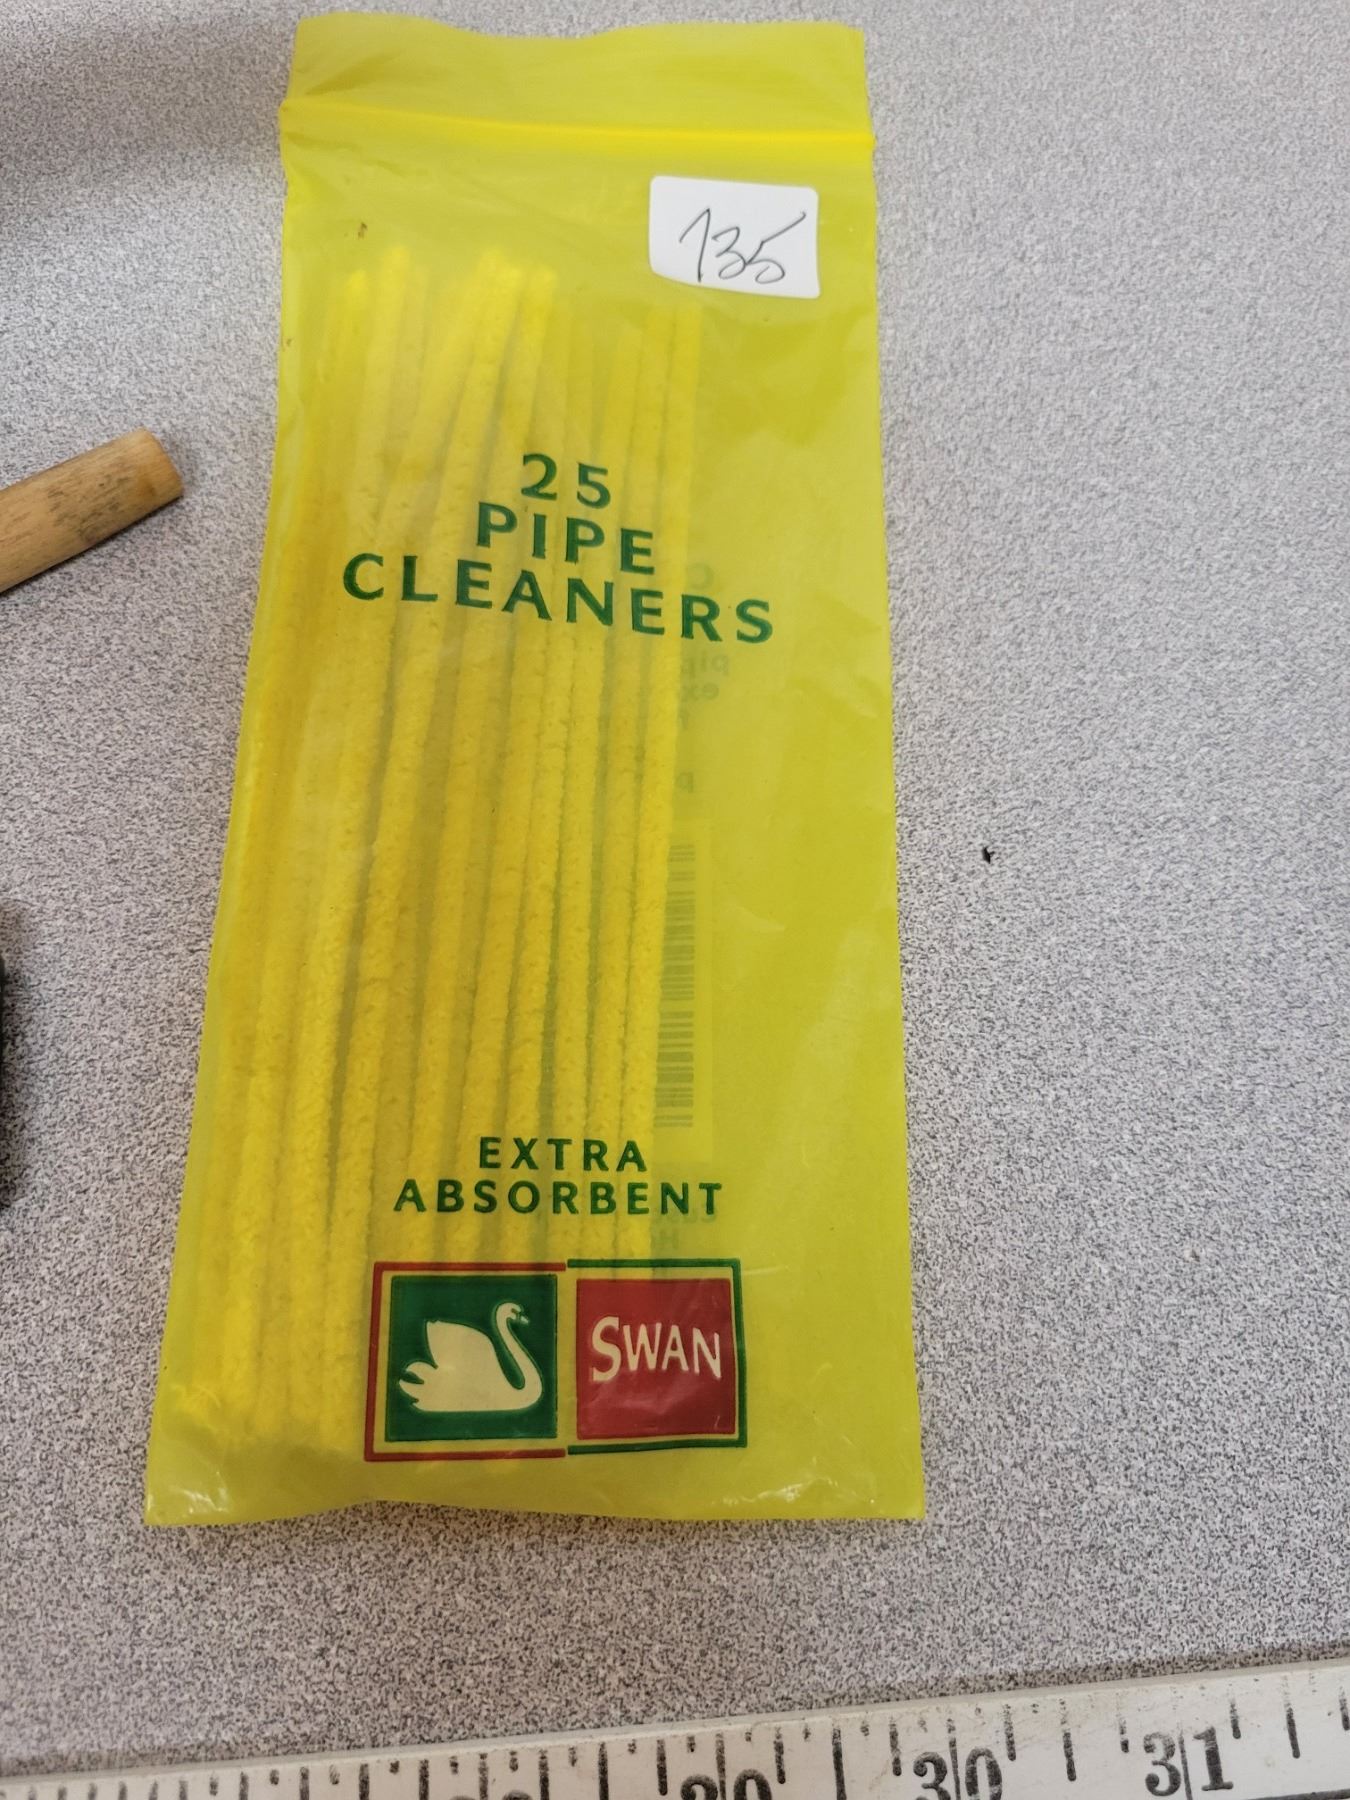 135
25
PIPE
CLEANERS
EXTRA
ABSORBENT
SWAN
30
31